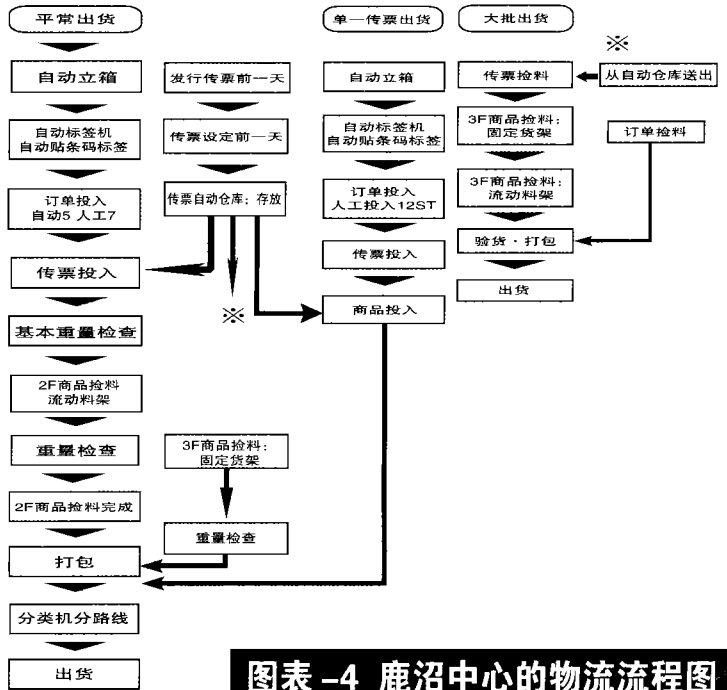 平常出货
自动立箱
自动标签机
自动贴条码标签
订单投入
自动5 人工7
传票投入
基本重量检查
2F商品捡料
流动料架
重量检查
2F商品捡料完成
打包
分类机分路线
出货
发行传票前一天
传票设定前一天
传票自动仓库：存放
※
3F商品捡料：
固定货架
重量检查
单一传票出货
自动立箱
自动标签机
自动贴条码标签
订单投入
人工投入12ST
传票投入
商品投入
大批出货
传票捡料
3F商品捡料：
固定货架
3F商品捡料：
流动料架
验货·打包
出货
※
从自动仓库送出
订单捡料
图表-4 鹿沼中心的物流流程图